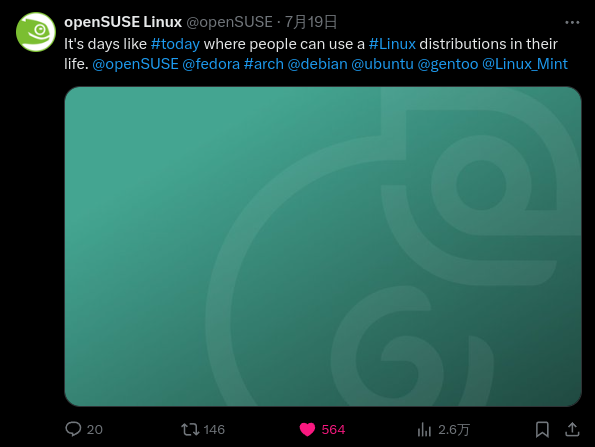 openSUSE Linux @openSUSE · 7月19日
It's days like #today where people can use a #Linux distributions in their
life. @openSUSE @fedora #arch @debian @ubuntu @gentoo @Linux_Mint
20 146 564 2.6万